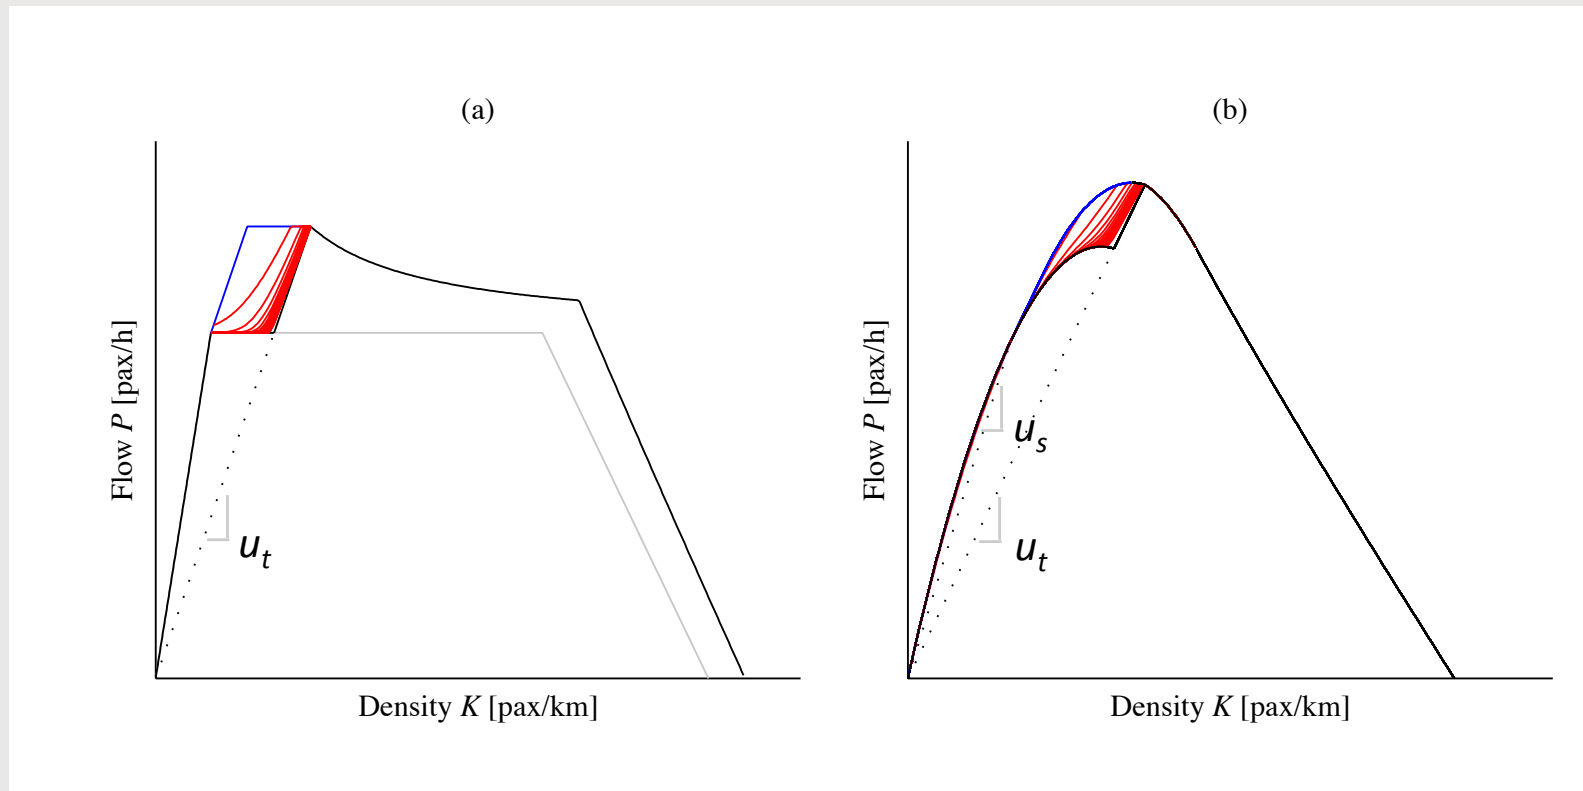 (a)
Flow P [pax/h]
u_t
Density K [pax/km]
(b)
Flow P [pax/h]
u_s
u_t
Density K [pax/km]